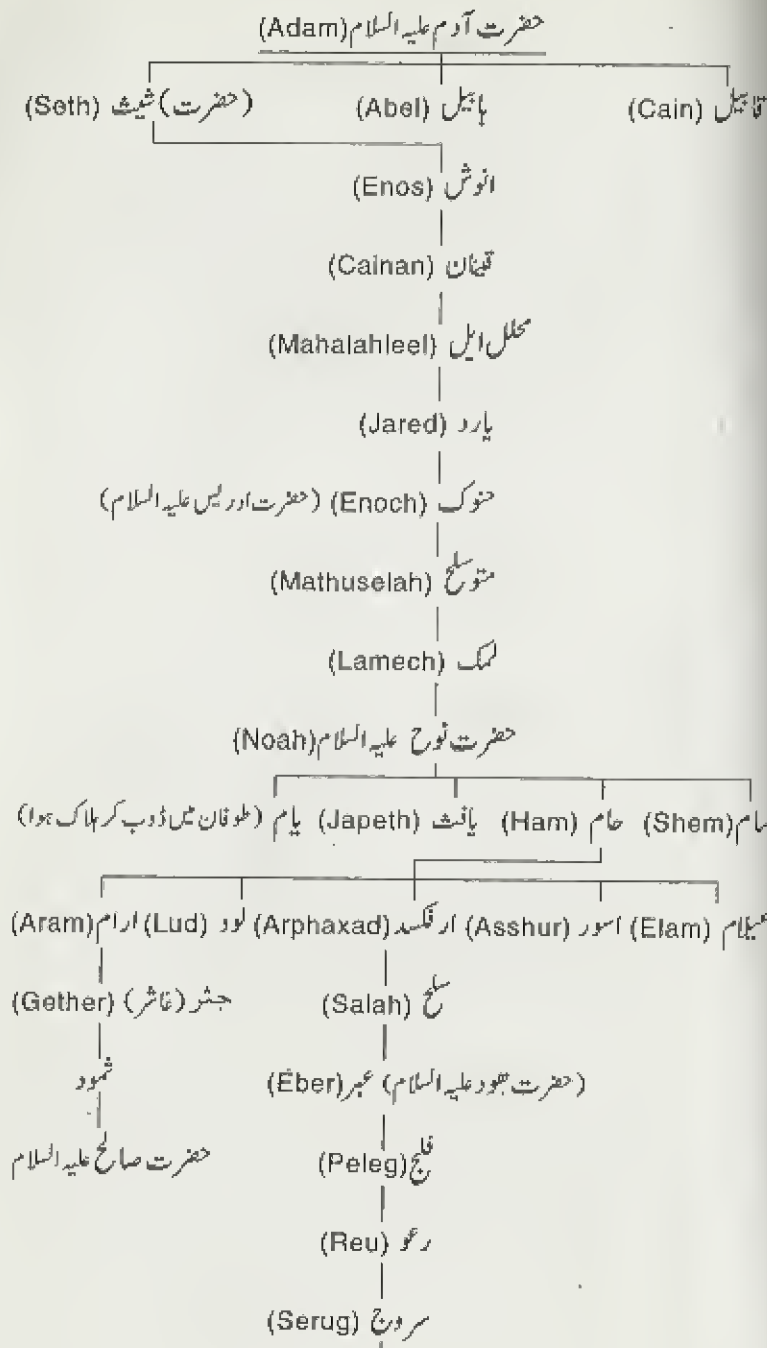 حضرت آدم علیہ السلام (Adam)
قابیل (Cain) ہابیل (Abel) (حضرت) شیث (Seth)
انوش (Enos)
قینان (Cainan)
محلل ایل (Mahalahleel)
یارد (Jared)
حنوک (Enoch) (حضرت ادریس علیہ السلام)
متوسلح (Mathuselah)
لمک (Lamech)
حضرت نوح علیہ السلام (Noah)
سام (Shem) حام (Ham) یافث (Japeth) یام (طوفان میں ڈوب کر ہلاک ہوا)
عیلام (Elam) اسور (Asshur) ارفکسد (Arphaxad) لود (Lud) ارام (Aram)
سلح (Salah) جثر (غاثر) (Gether)
(حضرت ھود علیہ السلام) عبر (Eber) ثمود
فلج (Peleg) حضرت صالح علیہ السلام
رعو (Reu)
سروج (Serug)